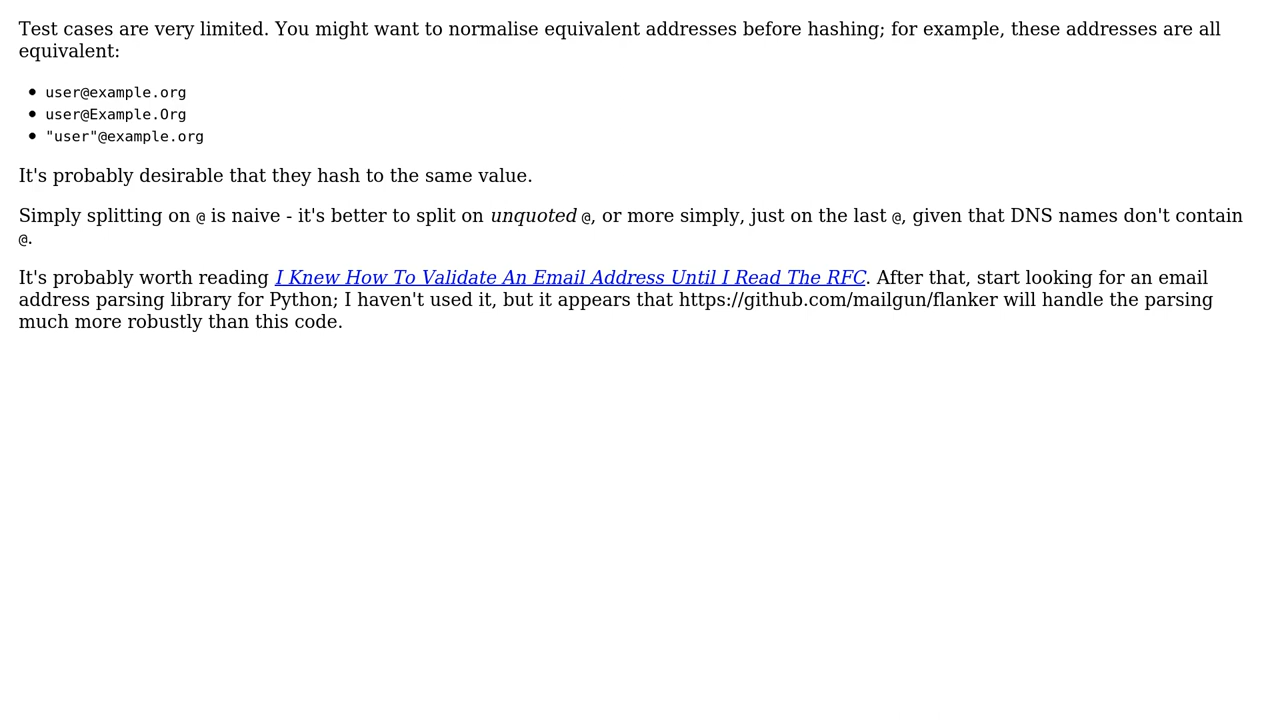 Test cases are very limited. You might want to normalise equivalent addresses before hashing; for example, these addresses are all
equivalent:
• user@example.org
• user@Example.Org
• "user"@example.org
It's probably desirable that they hash to the same value.
Simply splitting on @ is naive - it's better to split on unquoted @, or more simply, just on the last @, given that DNS names don't contain
@.
It's probably worth reading I Knew How To Validate An Email Address Until I Read The RFC. After that, start looking for an email
address parsing library for Python; I haven't used it, but it appears that https://github.com/mailgun/flanker will handle the parsing
much more robustly than this code.